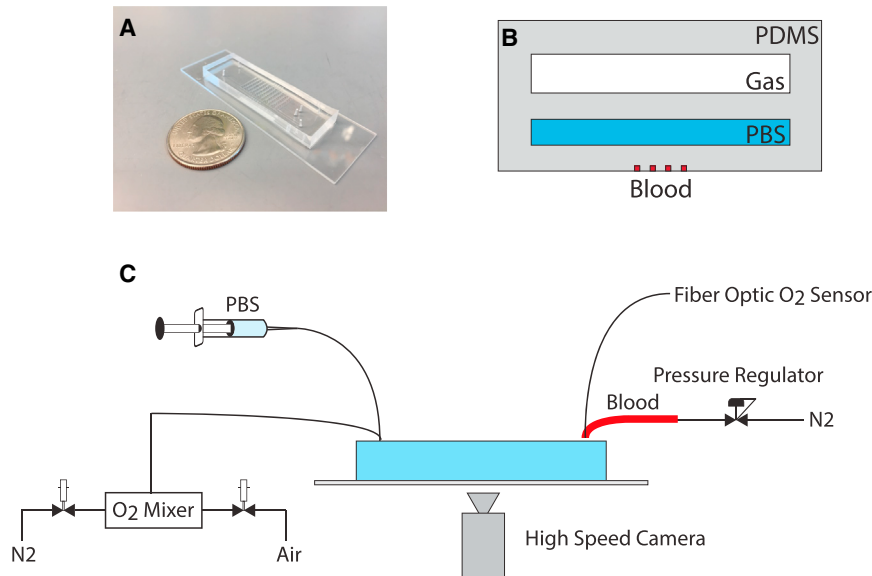 A
B
PDMS
Gas
PBS
Blood
C
PBS
Fiber Optic O2 Sensor
Pressure Regulator
Blood
N2
O2 Mixer
N2
Air
High Speed Camera